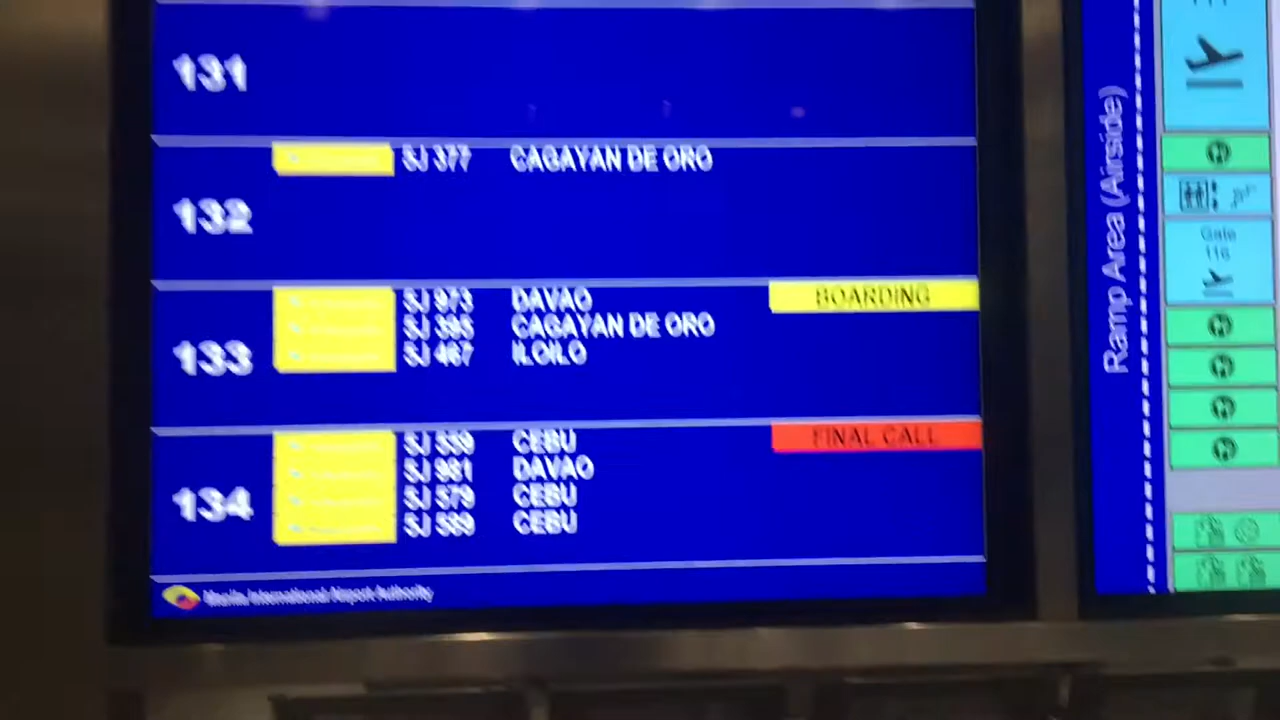 131
132
SJ 377 CAGAYAN DE ORO
133
SJ 973 DAVAO BOARDING
SJ 395 CAGAYAN DE ORO
SJ 467 ILOILO
134
SJ 559 CEBU FINAL CALL
SJ 981 DAVAO
SJ 579 CEBU
SJ 589 CEBU
Manila International Airport Authority
Ramp Area (Airside)
Gate
116